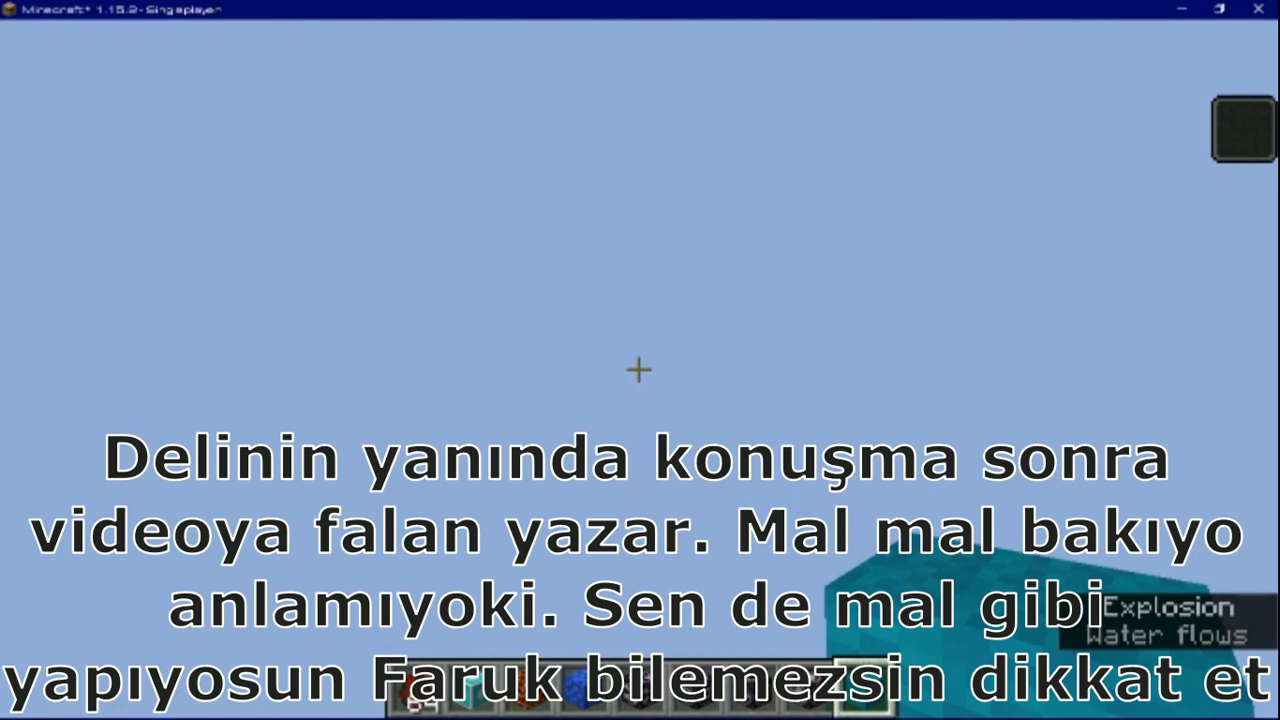 Minecraft* 1.15.2 - Singleplayer
Delinin yanında konuşma sonra
videoya falan yazar. Mal mal bakıyo
anlamıyoki. Sen de mal gibi
yapıyosun Faruk bilemezsin dikkat et
Explosion
Water flows